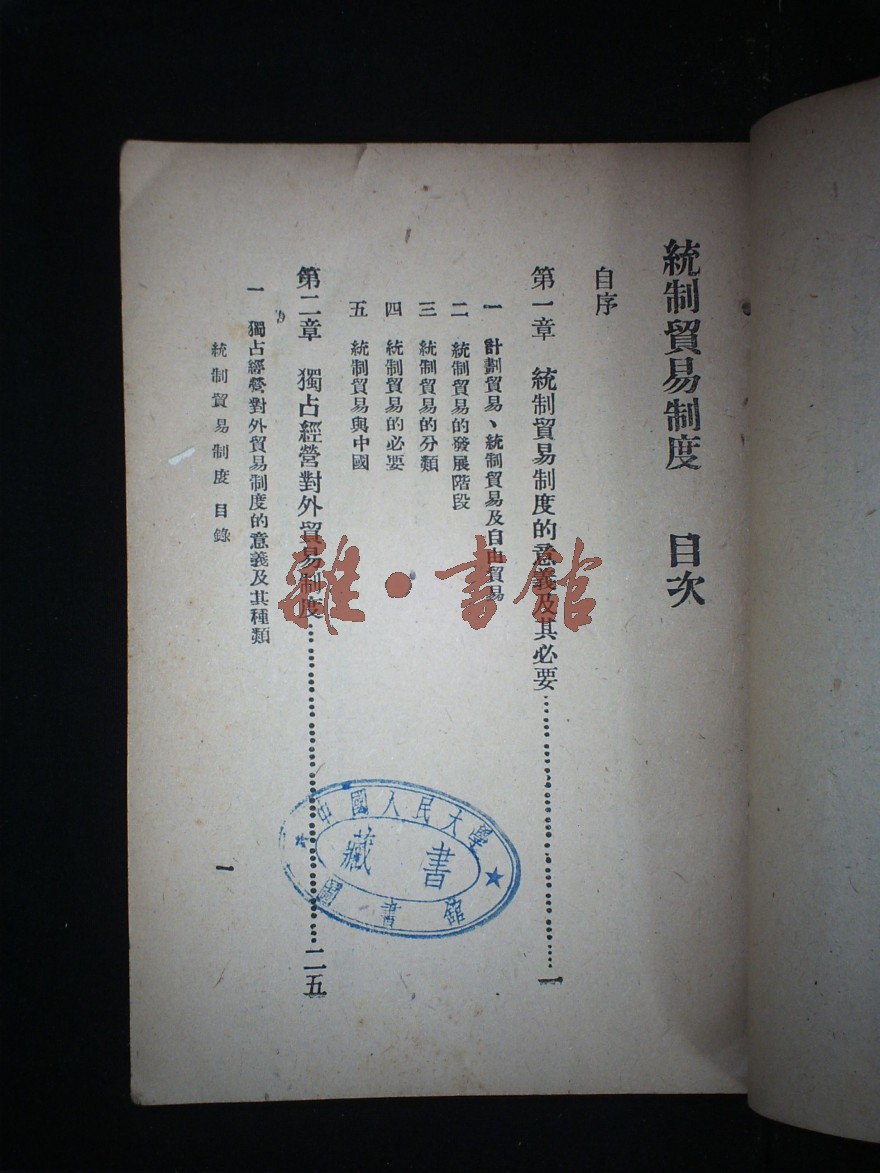 統制貿易制度　目次
自序
第一章　統制貿易制度的意義及其必要……………………一
一　計劃貿易、統制貿易及自由貿易
二　統制貿易的發展階段
三　統制貿易的分類
四　統制貿易的必要
五　統制貿易與中國
第二章　獨占經營對外貿易制度……………………二五
一　獨占經營對外貿易制度的意義及其種類
統制貿易制度　目錄
一
雜·書館
中國人民大學
藏書
圖書館